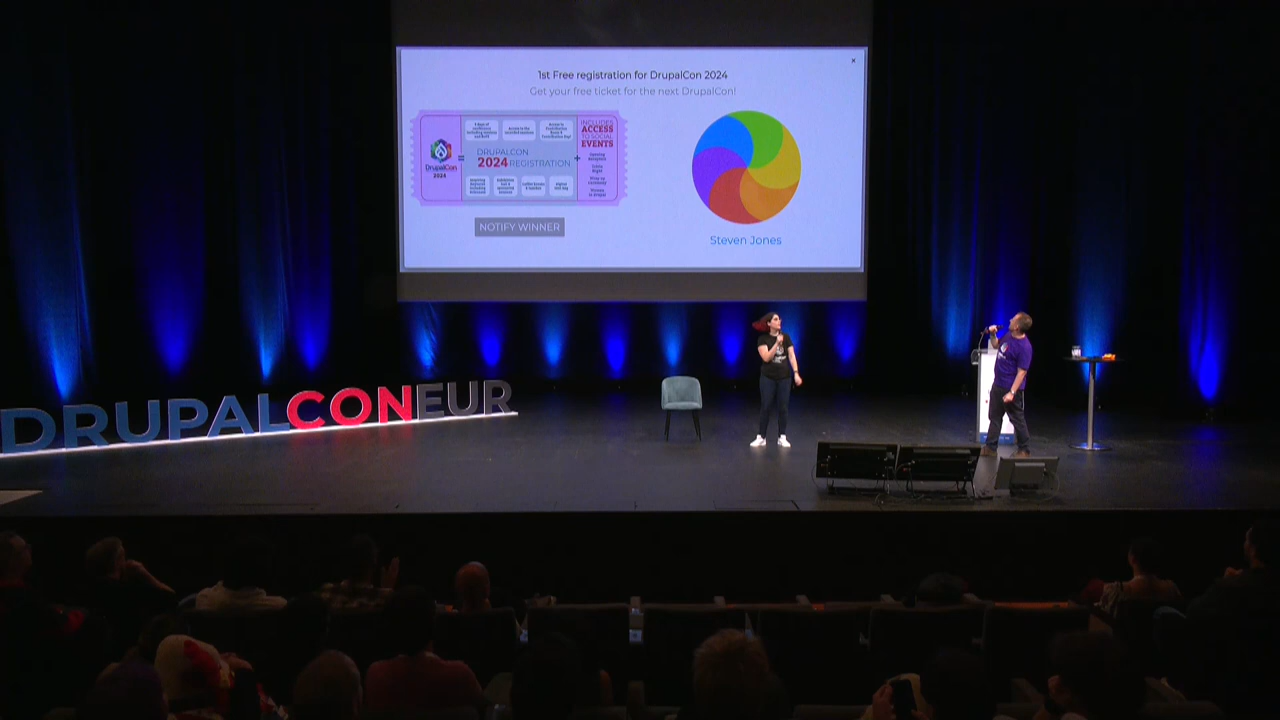 1st Free registration for DrupalCon 2024
×
Get your free ticket for the next DrupalCon!
DrupalCon
2024
=
DRUPALCON
2024 REGISTRATION
+
INCLUDES
ACCESS
TO SOCIAL
EVENTS
NOTIFY WINNER
Steven Jones
DRUPALCONEUR